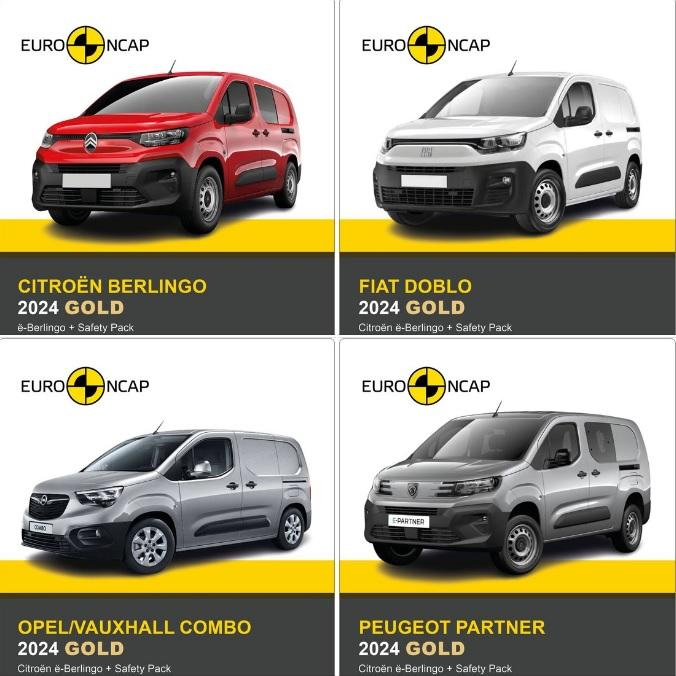 EURO NCAP
CITROËN BERLINGO
2024 GOLD
ë-Berlingo + Safety Pack
EURO NCAP
FIAT
FIAT DOBLO
2024 GOLD
Citroën ë-Berlingo + Safety Pack
EURO NCAP
COMBO
OPEL/VAUXHALL COMBO
2024 GOLD
Citroën ë-Berlingo + Safety Pack
EURO NCAP
E-PARTNER
PEUGEOT PARTNER
2024 GOLD
Citroën ë-Berlingo + Safety Pack